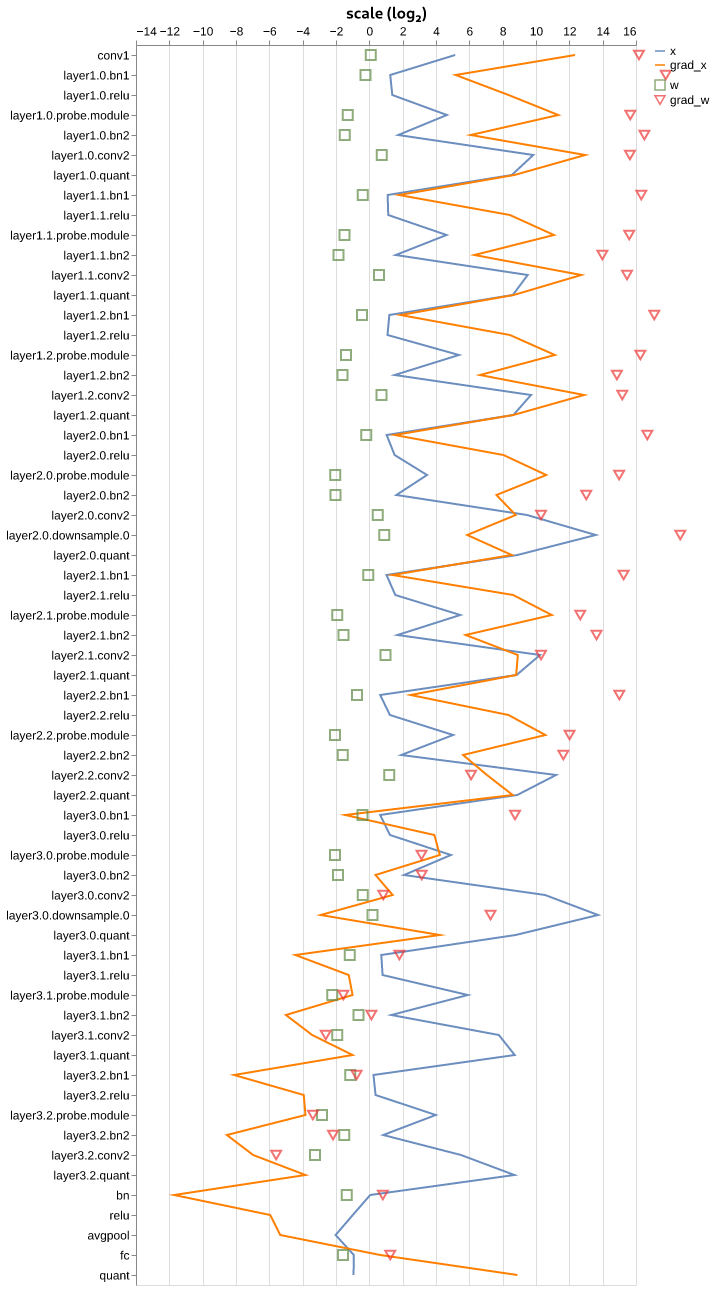 scale (log₂)
−14 −12 −10 −8 −6 −4 −2 0 2 4 6 8 10 12 14 16
x
grad_x
w
grad_w
conv1
layer1.0.bn1
layer1.0.relu
layer1.0.probe.module
layer1.0.bn2
layer1.0.conv2
layer1.0.quant
layer1.1.bn1
layer1.1.relu
layer1.1.probe.module
layer1.1.bn2
layer1.1.conv2
layer1.1.quant
layer1.2.bn1
layer1.2.relu
layer1.2.probe.module
layer1.2.bn2
layer1.2.conv2
layer1.2.quant
layer2.0.bn1
layer2.0.relu
layer2.0.probe.module
layer2.0.bn2
layer2.0.conv2
layer2.0.downsample.0
layer2.0.quant
layer2.1.bn1
layer2.1.relu
layer2.1.probe.module
layer2.1.bn2
layer2.1.conv2
layer2.1.quant
layer2.2.bn1
layer2.2.relu
layer2.2.probe.module
layer2.2.bn2
layer2.2.conv2
layer2.2.quant
layer3.0.bn1
layer3.0.relu
layer3.0.probe.module
layer3.0.bn2
layer3.0.conv2
layer3.0.downsample.0
layer3.0.quant
layer3.1.bn1
layer3.1.relu
layer3.1.probe.module
layer3.1.bn2
layer3.1.conv2
layer3.1.quant
layer3.2.bn1
layer3.2.relu
layer3.2.probe.module
layer3.2.bn2
layer3.2.conv2
layer3.2.quant
bn
relu
avgpool
fc
quant